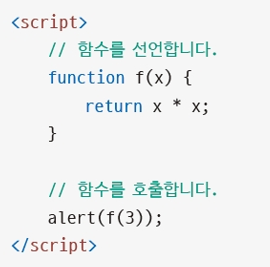 <script>
// 함수를 선언합니다.
function f(x) {
return x * x;
}
// 함수를 호출합니다.
alert(f(3));
</script>